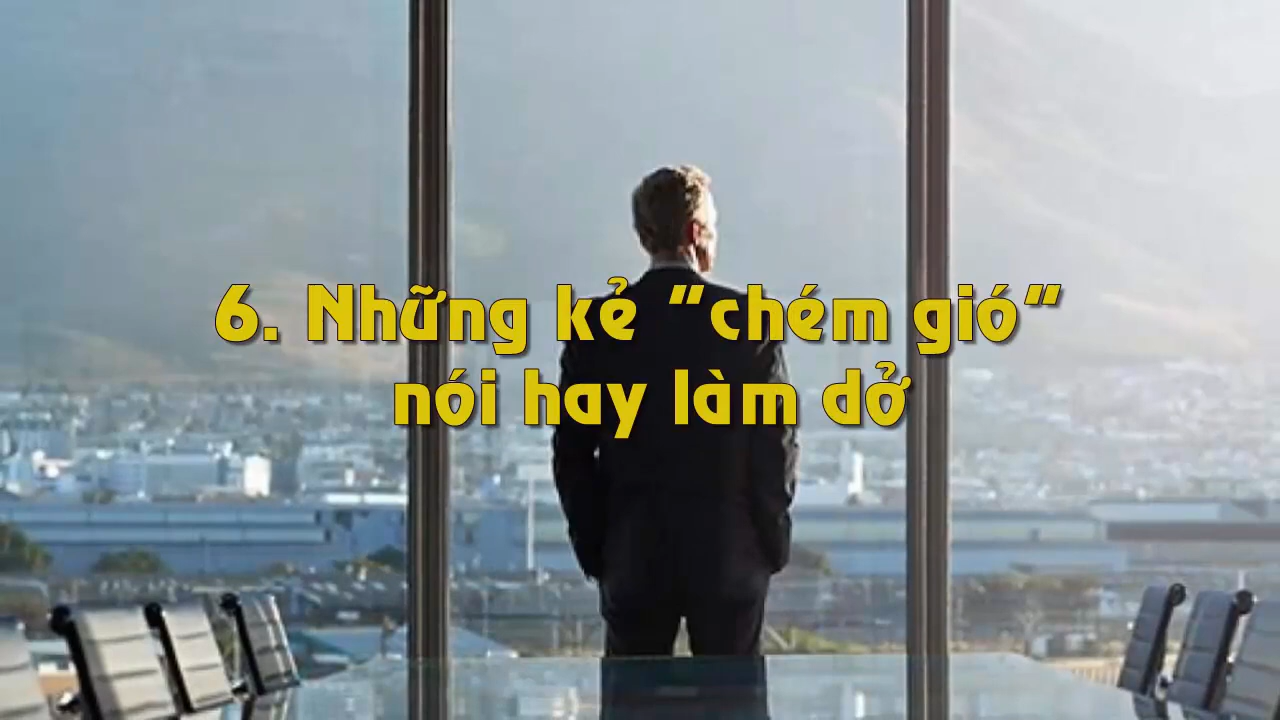 6. Những kẻ "chém gió"
nói hay làm dở